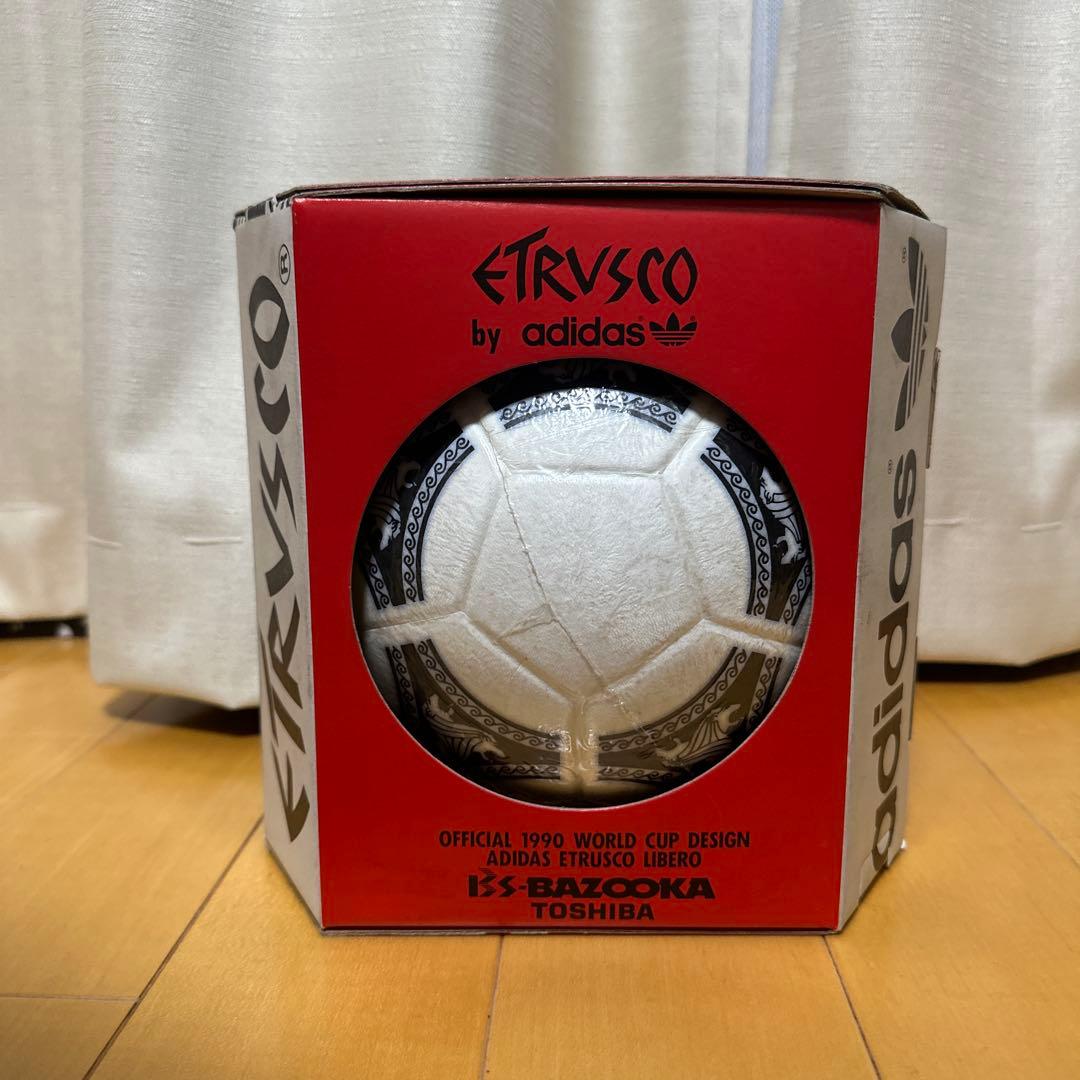 ETRVSCO
by adidas
OFFICIAL 1990 WORLD CUP DESIGN
ADIDAS ETRUSCO LIBERO
BS-BAZOOKA
TOSHIBA
ETRVSCO®
adidas®